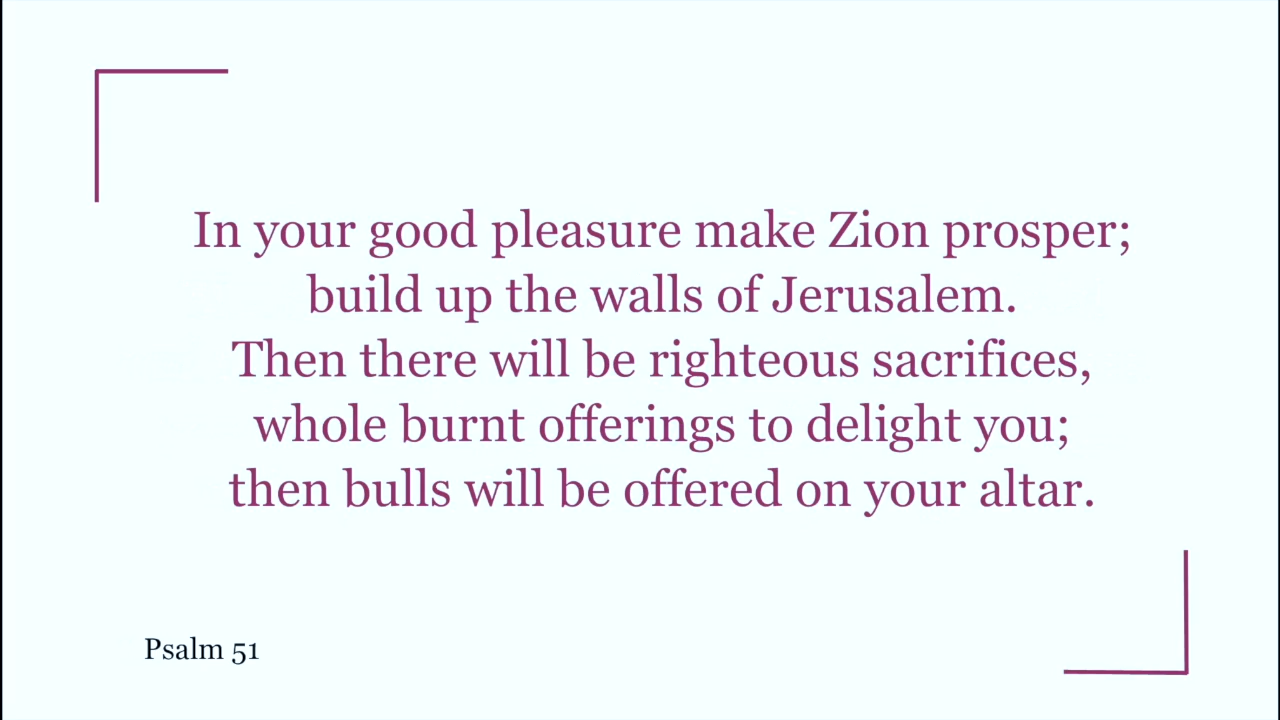 In your good pleasure make Zion prosper;
build up the walls of Jerusalem.
Then there will be righteous sacrifices,
whole burnt offerings to delight you;
then bulls will be offered on your altar.
Psalm 51